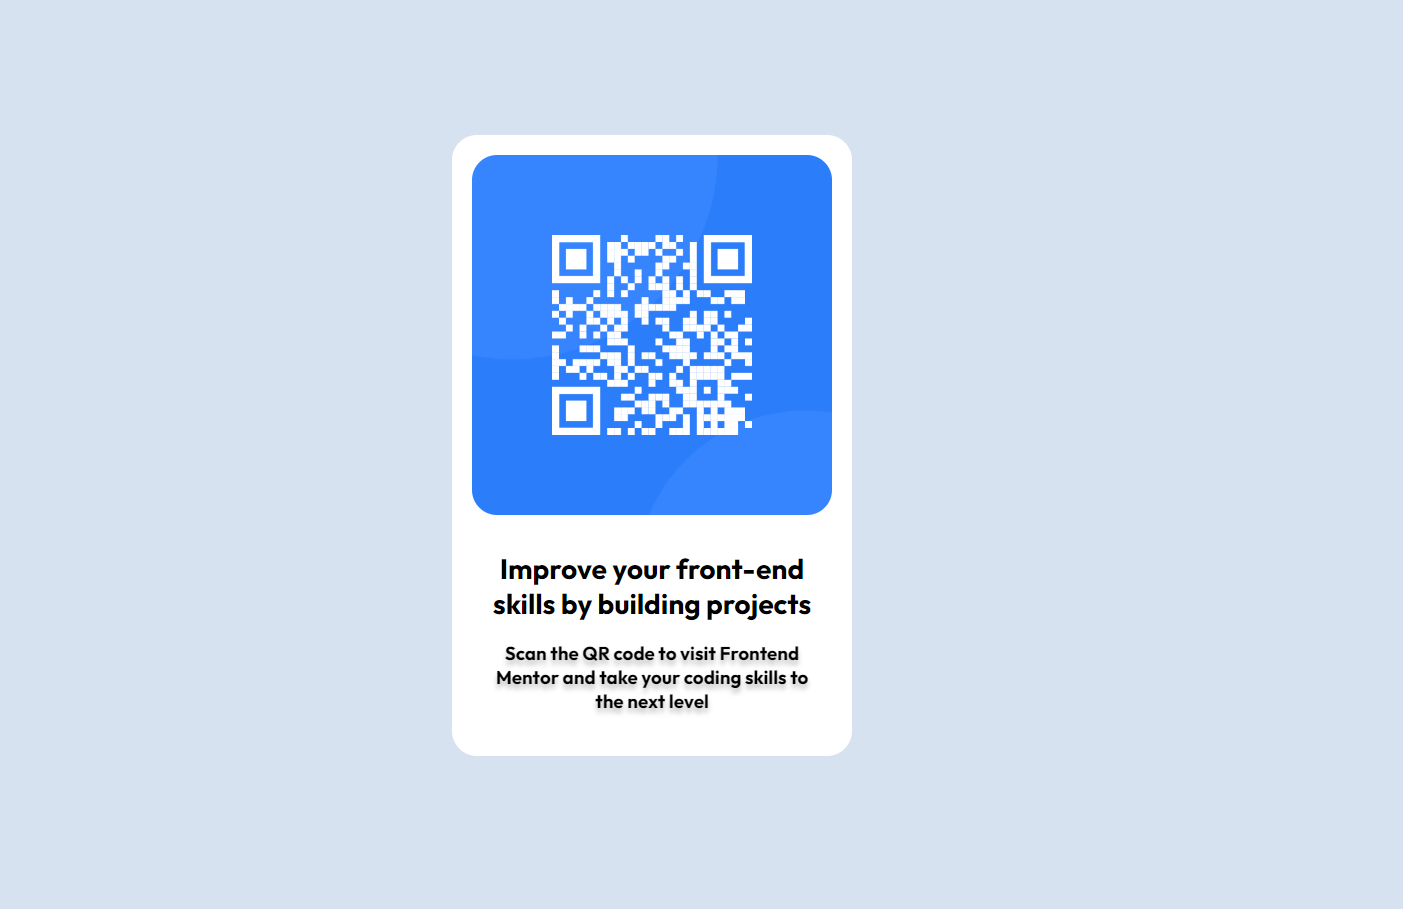 Improve your front-end
skills by building projects
Scan the QR code to visit Frontend
Mentor and take your coding skills to
the next level